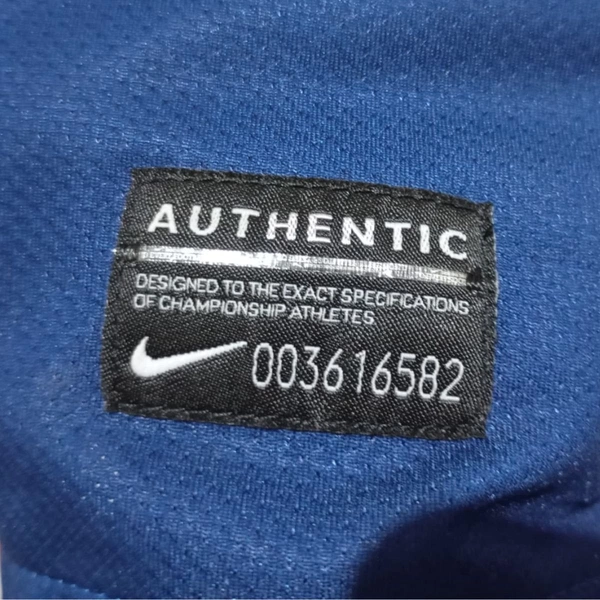 AUTHENTIC
DESIGNED TO THE EXACT SPECIFICATIONS
OF CHAMPIONSHIP ATHLETES
003616582